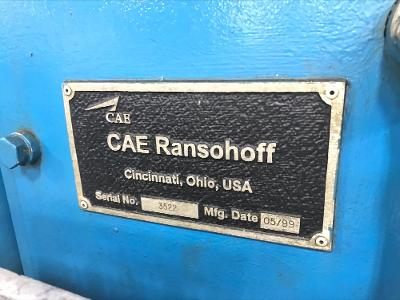 CAE
CAE Ransohoff
Cincinnati, Ohio, USA
Serial No. 3522 Mfg. Date 05/99